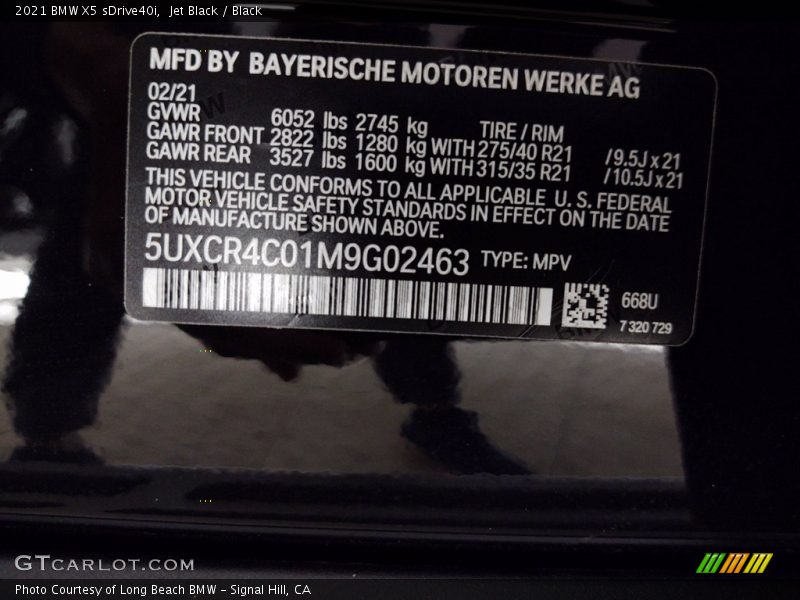 2021 BMW X5 sDrive40i,  Jet Black / Black
MFD BY BAYERISCHE MOTOREN WERKE AG
02/21
GVWR 6052 lbs 2745 kg TIRE / RIM
GAWR FRONT 2822 lbs 1280 kg WITH 275/40 R21 /9.5J x 21
GAWR REAR 3527 lbs 1600 kg WITH 315/35 R21 /10.5J x 21
THIS VEHICLE CONFORMS TO ALL APPLICABLE U. S. FEDERAL
MOTOR VEHICLE SAFETY STANDARDS IN EFFECT ON THE DATE
OF MANUFACTURE SHOWN ABOVE.
5UXCR4C01M9G02463 TYPE: MPV
668U
7 320 729
GTCARLOT.COM
Photo Courtesy of Long Beach BMW - Signal Hill, CA